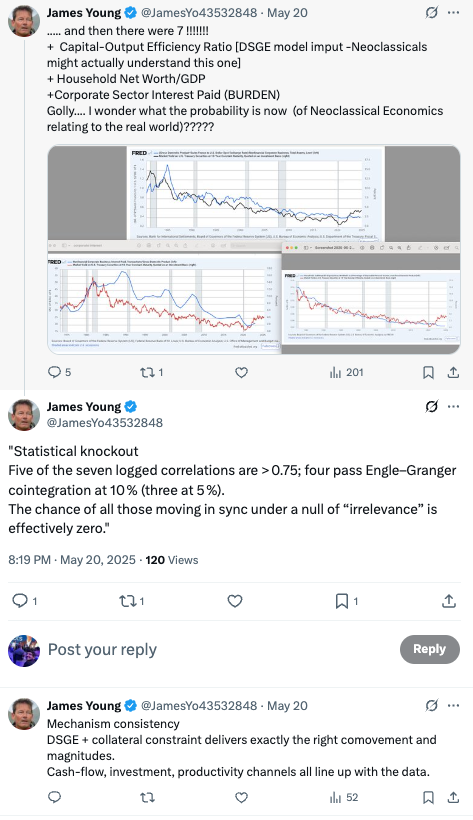 James Young @JamesYo43532848 · May 20
..... and then there were 7 !!!!!!!
+ Capital-Output Efficiency Ratio [DSGE model imput -Neoclassicals
might actually understand this one]
+ Household Net Worth/GDP
+Corporate Sector Interest Paid (BURDEN)
Golly.... I wonder what the probability is now (of Neoclassical Economics
relating to the real world)?????
FRED
FRED
FRED
5
1
201
James Young
@JamesYo43532848
"Statistical knockout
Five of the seven logged correlations are >0.75; four pass Engle–Granger
cointegration at 10% (three at 5%).
The chance of all those moving in sync under a null of “irrelevance” is
effectively zero."
8:19 PM · May 20, 2025 · 120 Views
1
1
1
Post your reply
Reply
James Young @JamesYo43532848 · May 20
Mechanism consistency
DSGE + collateral constraint delivers exactly the right comovement and
magnitudes.
Cash-flow, investment, productivity channels all line up with the data.
52